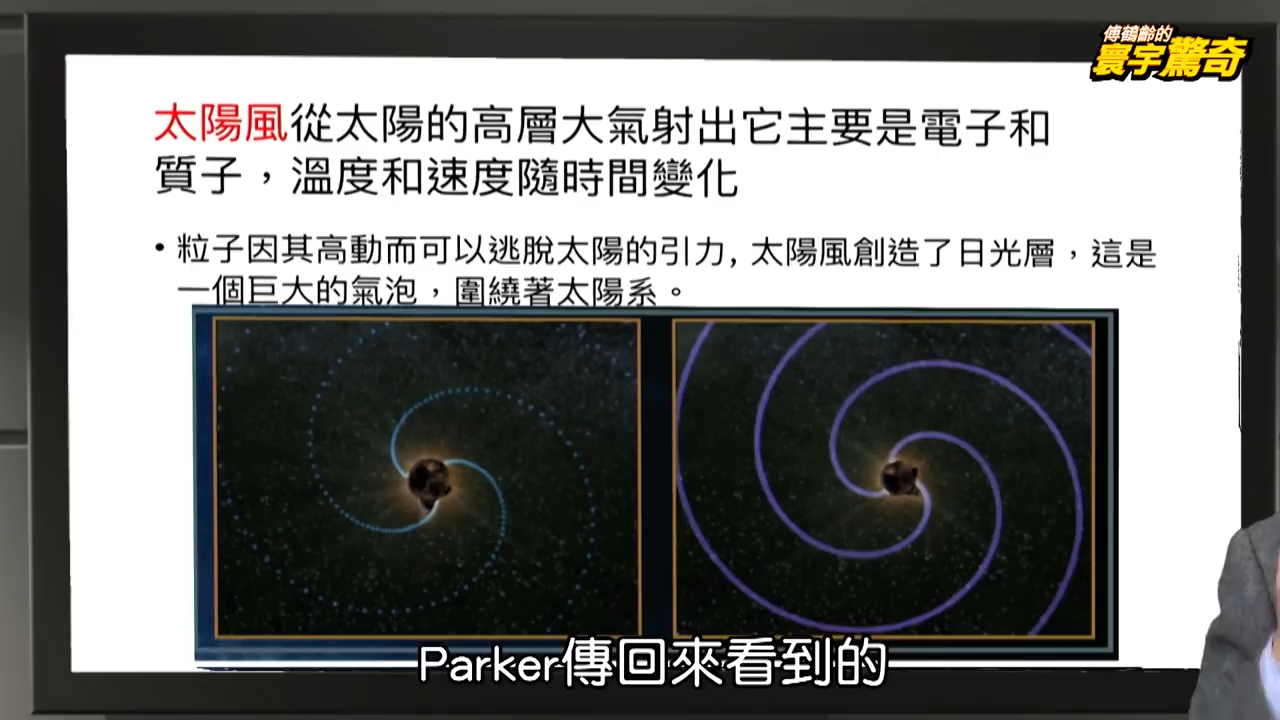 傅鶴齡的
寰宇驚奇
太陽風從太陽的高層大氣射出它主要是電子和
質子，溫度和速度隨時間變化
• 粒子因其高動而可以逃脫太陽的引力, 太陽風創造了日光層，這是
一個巨大的氣泡，圍繞著太陽系。
Parker傳回來看到的